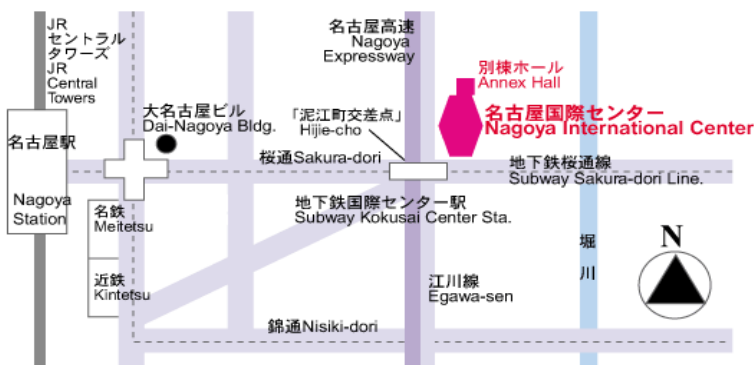 JR
セントラル
タワーズ
JR
Central
Towers
名古屋高速
Nagoya
Expressway
別棟ホール
Annex Hall
名古屋国際センター
Nagoya International Center
大名古屋ビル
Dai-Nagoya Bldg.
「泥江町交差点」
Hijie-cho
名古屋駅
Nagoya
Station
桜通Sakura-dori
地下鉄桜通線
Subway Sakura-dori Line.
名鉄
Meitetsu
地下鉄国際センター駅
Subway Kokusai Center Sta.
近鉄
Kintetsu
江川線
Egawa-sen
堀
川
N
錦通Nisiki-dori